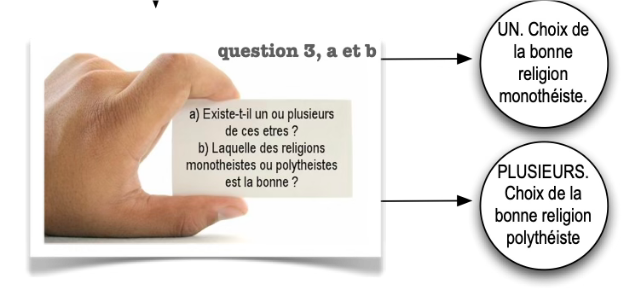 question 3, a et b
a) Existe-t-il un ou plusieurs
de ces etres ?
b) Laquelle des religions
monotheistes ou polytheistes
est la bonne ?
UN. Choix de
la bonne
religion
monothéiste.
PLUSIEURS.
Choix de la
bonne religion
polythéiste